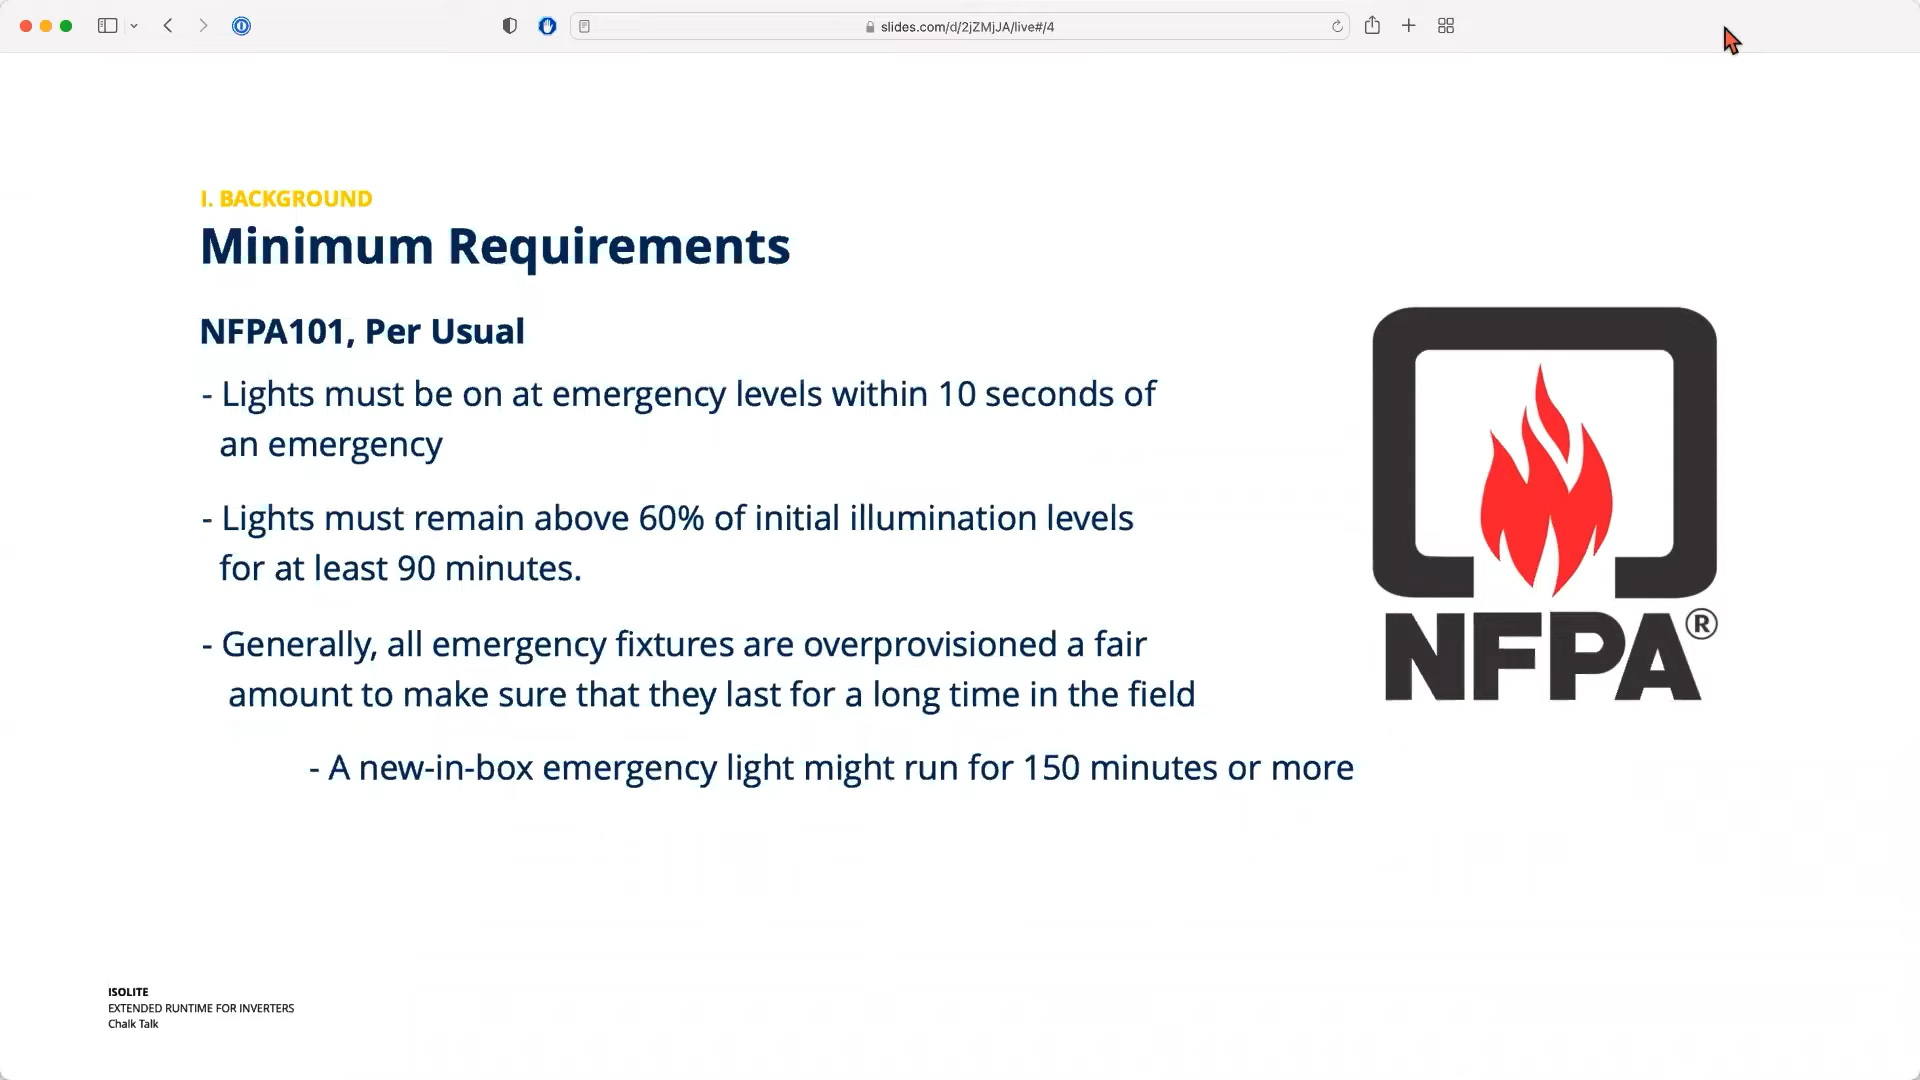 slides.com/d/2jZMjJA/live#/4
I. BACKGROUND
Minimum Requirements
NFPA101, Per Usual
- Lights must be on at emergency levels within 10 seconds of
an emergency
- Lights must remain above 60% of initial illumination levels
for at least 90 minutes.
- Generally, all emergency fixtures are overprovisioned a fair
amount to make sure that they last for a long time in the field
- A new-in-box emergency light might run for 150 minutes or more
NFPA®
ISOLITE
EXTENDED RUNTIME FOR INVERTERS
Chalk Talk